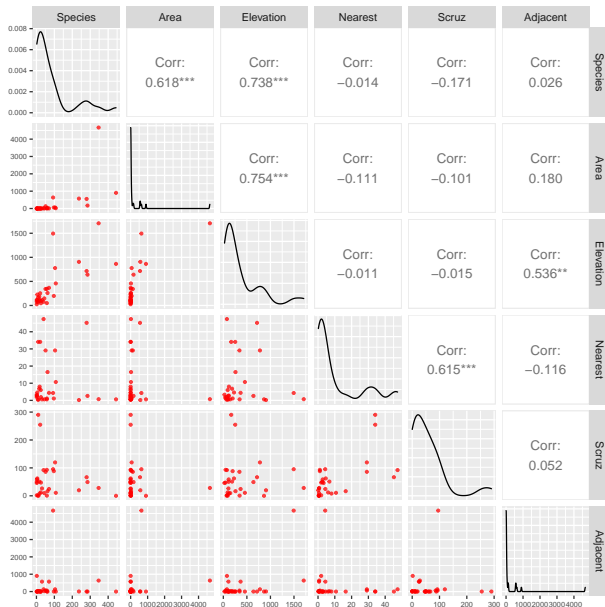 Species Area Elevation Nearest Scruz Adjacent
0.008
0.006
0.004
0.002
0.000
Corr:
0.618***
Corr:
0.738***
Corr:
−0.014
Corr:
−0.171
Corr:
0.026
Species
4000
3000
2000
1000
0
Corr:
0.754***
Corr:
−0.111
Corr:
−0.101
Corr:
0.180
Area
1500
1000
500
0
Corr:
−0.011
Corr:
−0.015
Corr:
0.536**
Elevation
40
30
20
10
0
Corr:
0.615***
Corr:
−0.116
Nearest
300
200
100
0
Corr:
0.052
Scruz
4000
3000
2000
1000
0
Adjacent
0 100 200 300 400 0 1000 2000 3000 4000 0 500 1000 1500 0 10 20 30 40 0 100 200 300 0 1000 2000 3000 4000